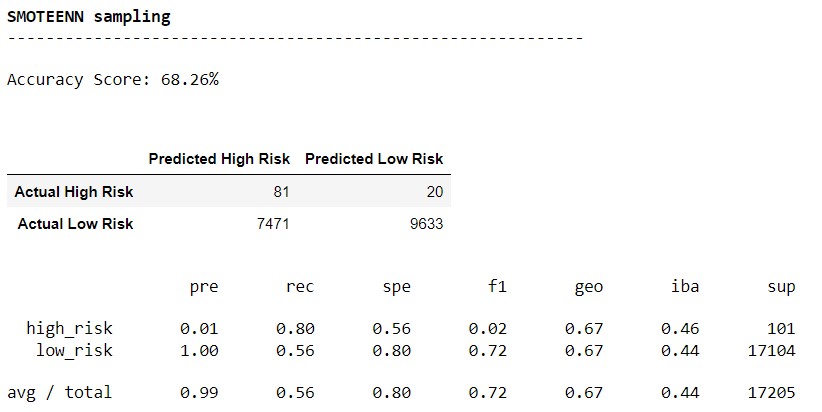 SMOTEENN sampling
-----------------------------------------------------------
Accuracy Score: 68.26%
Predicted High Risk Predicted Low Risk
Actual High Risk 81 20
Actual Low Risk 7471 9633
pre rec spe f1 geo iba sup
high_risk 0.01 0.80 0.56 0.02 0.67 0.46 101
low_risk 1.00 0.56 0.80 0.72 0.67 0.44 17104
avg / total 0.99 0.56 0.80 0.72 0.67 0.44 17205